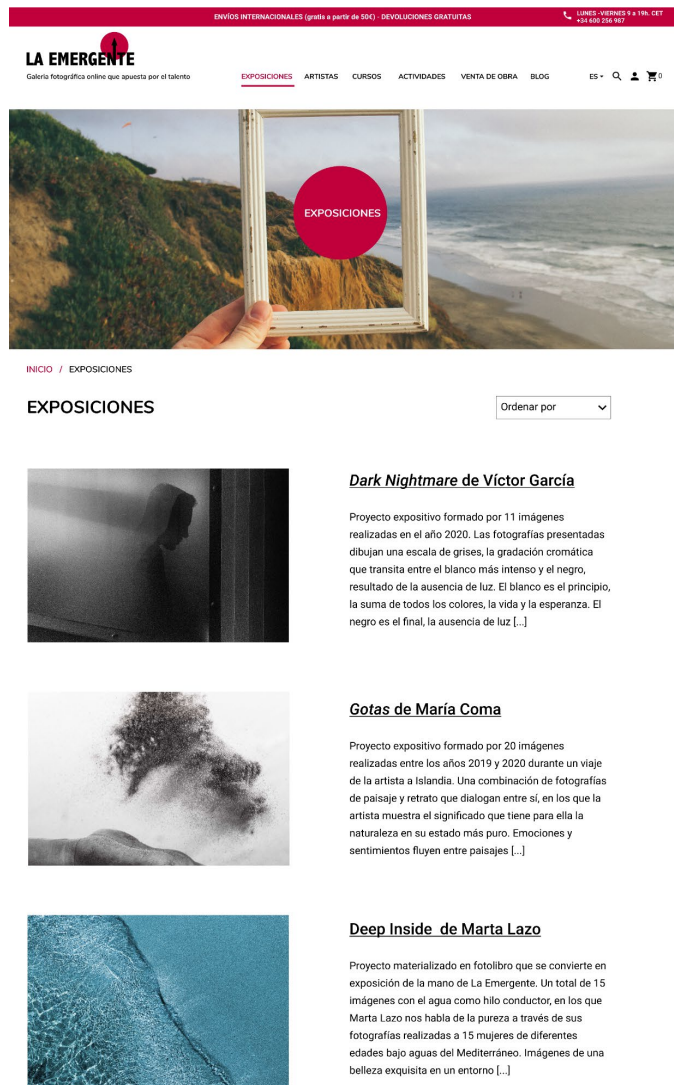 ENVÍOS INTERNACIONALES (gratis a partir de 50€) - DEVOLUCIONES GRATUITAS
LUNES -VIERNES 9 a 19h. CET
+34 600 256 987
LA EMERGENTE
Galería fotográfica online que apuesta por el talento
EXPOSICIONES ARTISTAS CURSOS ACTIVIDADES VENTA DE OBRA BLOG ES 0
EXPOSICIONES
INICIO / EXPOSICIONES
EXPOSICIONES
Ordenar por
Dark Nightmare de Víctor García
Proyecto expositivo formado por 11 imágenes
realizadas en el año 2020. Las fotografías presentadas
dibujan una escala de grises, la gradación cromática
que transita entre el blanco más intenso y el negro,
resultado de la ausencia de luz. El blanco es el principio,
la suma de todos los colores, la vida y la esperanza. El
negro es el final, la ausencia de luz [...]
Gotas de María Coma
Proyecto expositivo formado por 20 imágenes
realizadas entre los años 2019 y 2020 durante un viaje
de la artista a Islandia. Una combinación de fotografías
de paisaje y retrato que dialogan entre sí, en los que la
artista muestra el significado que tiene para ella la
naturaleza en su estado más puro. Emociones y
sentimientos fluyen entre paisajes [...]
Deep Inside de Marta Lazo
Proyecto materializado en fotolibro que se convierte en
exposición de la mano de La Emergente. Un total de 15
imágenes con el agua como hilo conductor, en los que
Marta Lazo nos habla de la pureza a través de sus
fotografías realizadas a 15 mujeres de diferentes
edades bajo aguas del Mediterráneo. Imágenes de una
belleza exquisita en un entorno [...]